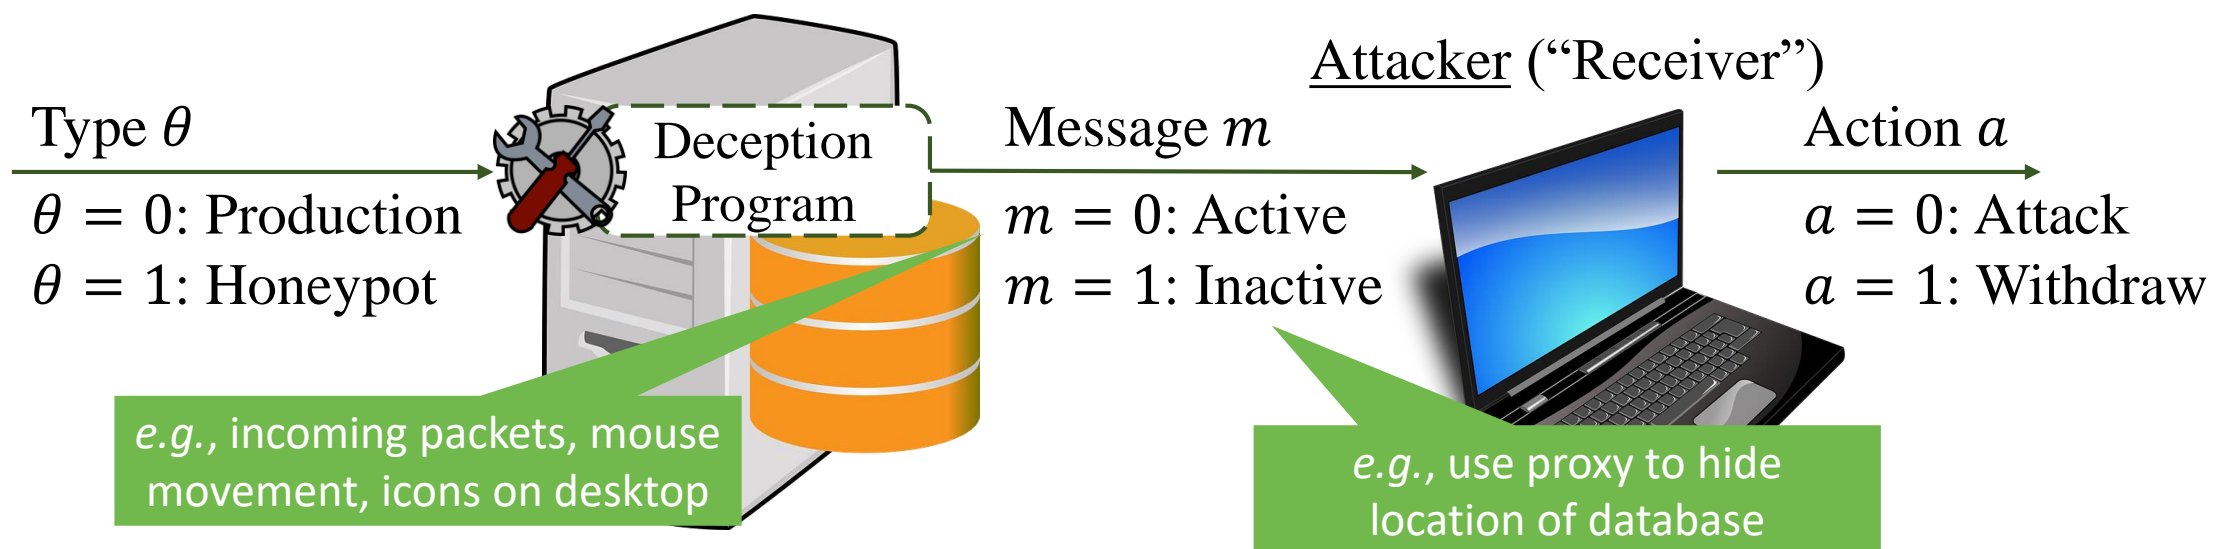 Type θ
θ = 0: Production
θ = 1: Honeypot
Deception
Program
e.g., incoming packets, mouse
movement, icons on desktop
Message m
m = 0: Active
m = 1: Inactive
Attacker (“Receiver”)
e.g., use proxy to hide
location of database
Action a
a = 0: Attack
a = 1: Withdraw